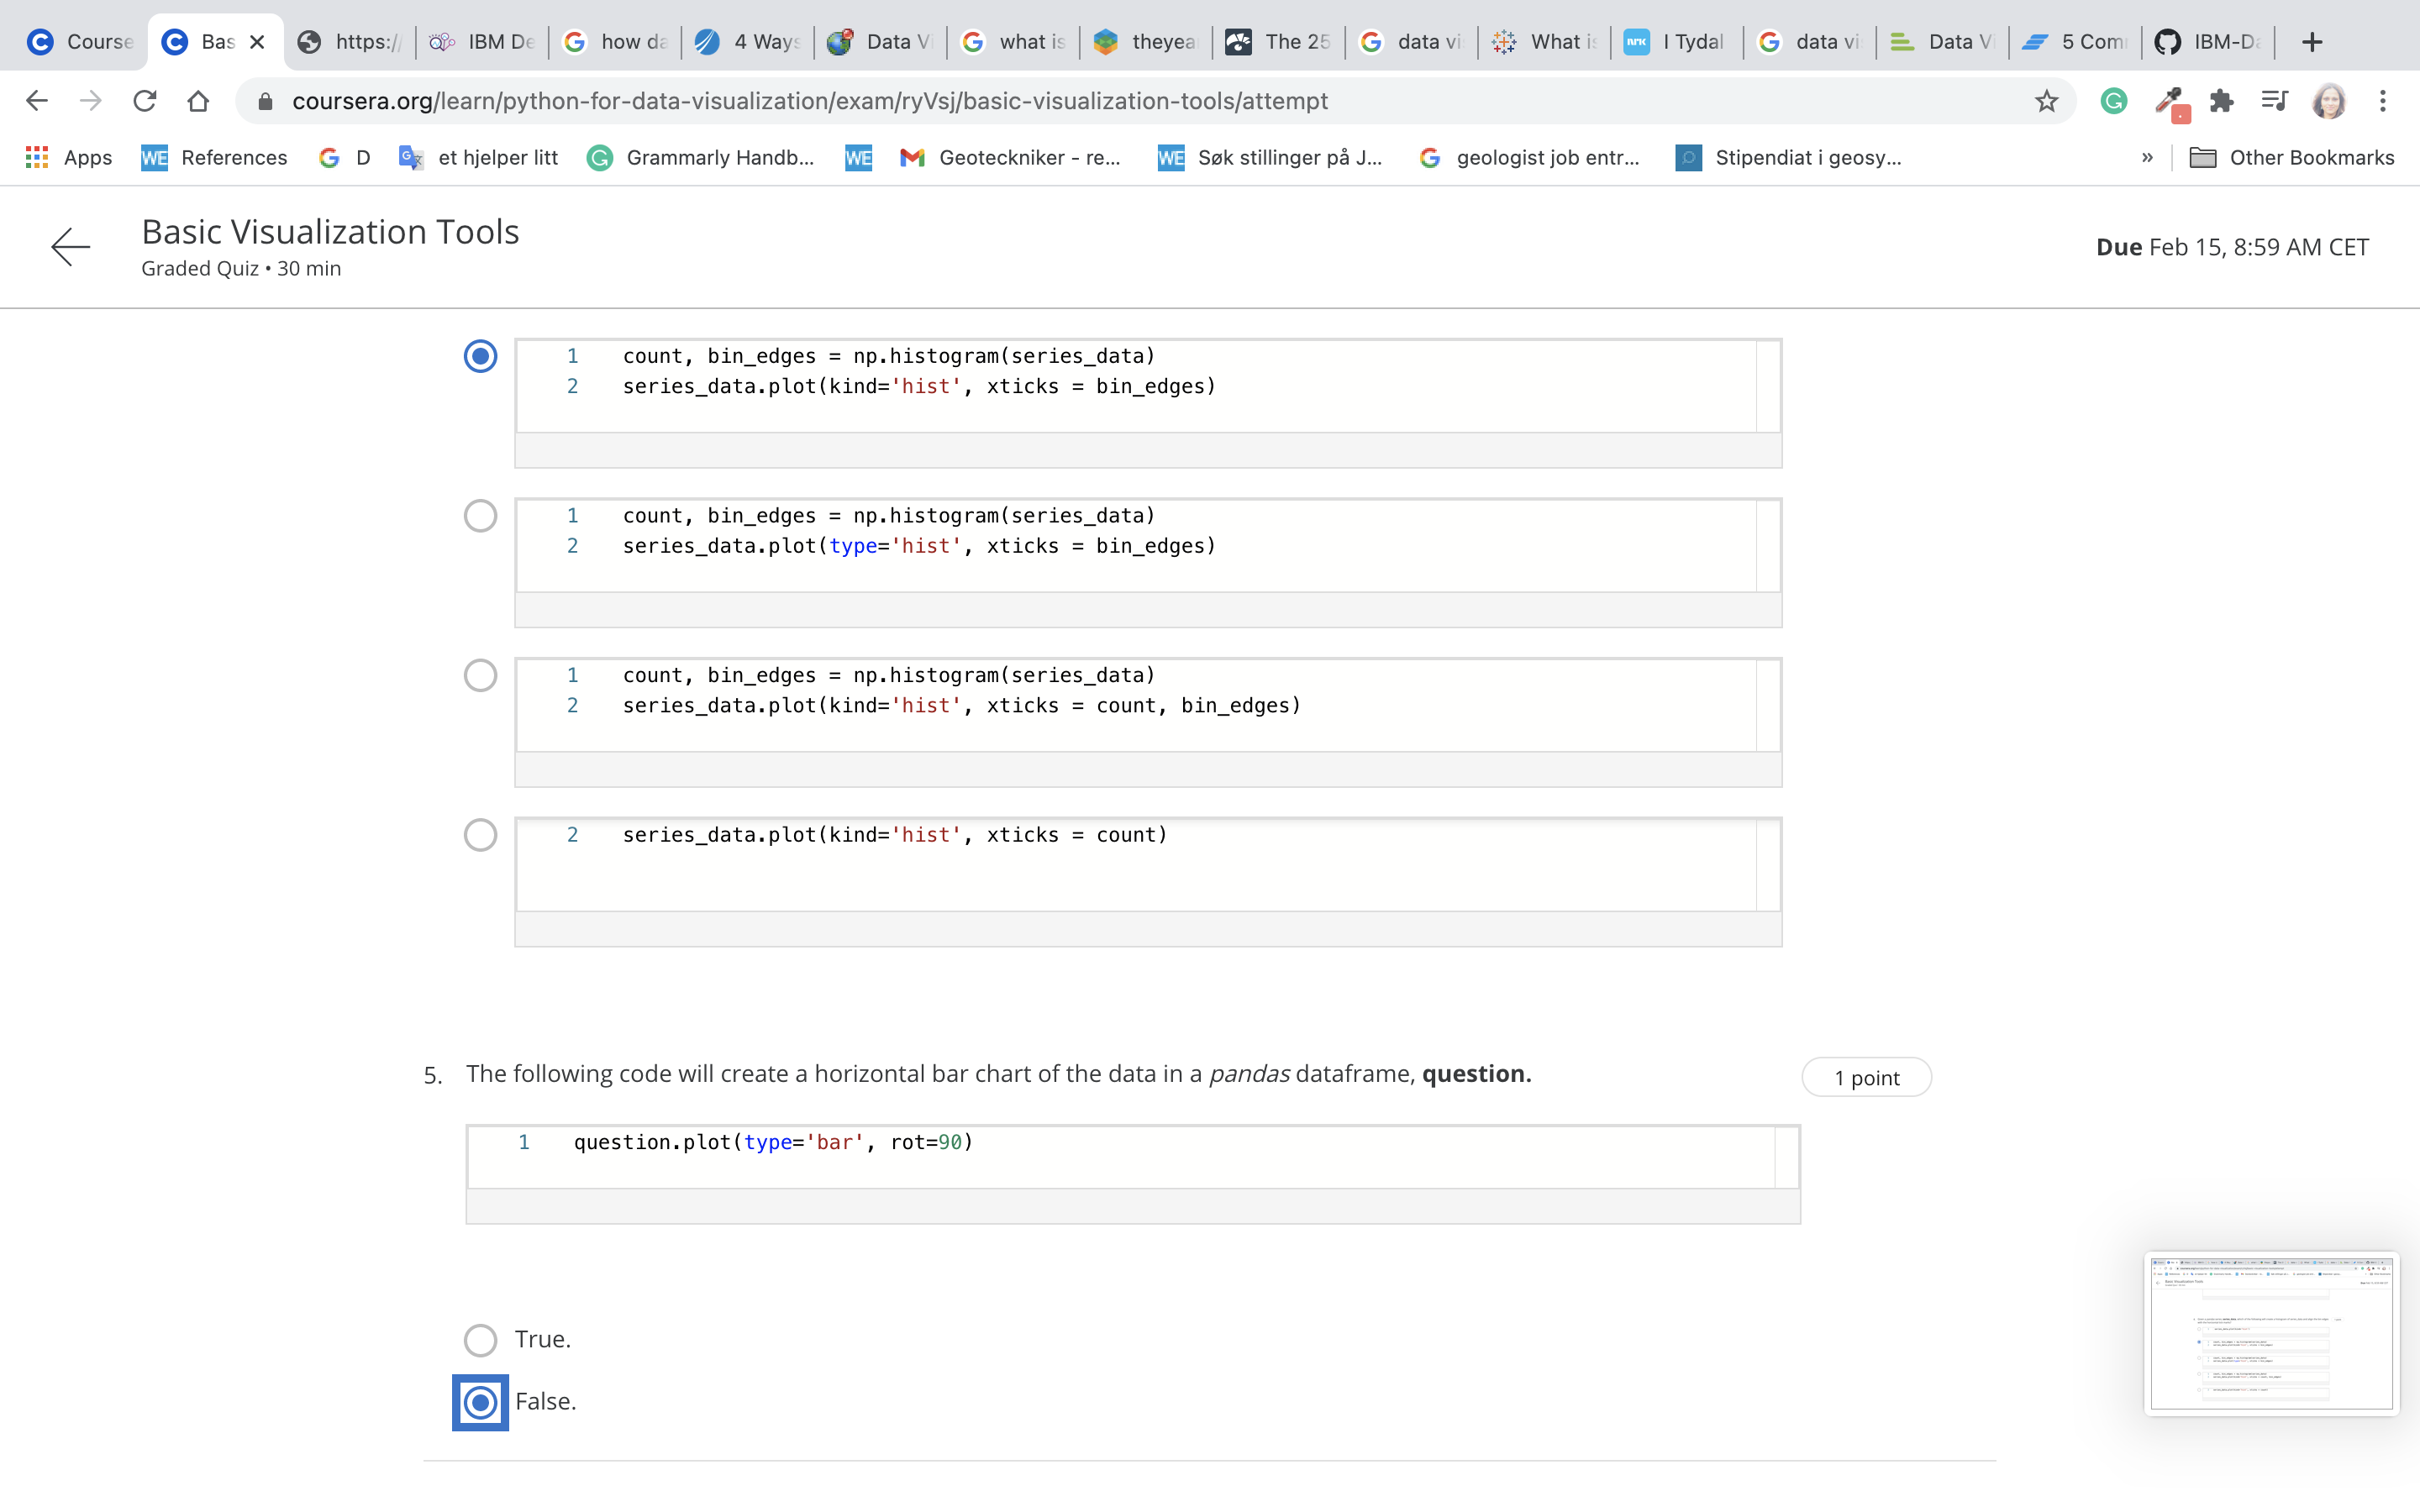 Course
Bas
https:/
IBM De
how da
4 Ways
Data Vi
what is
theyea
The 25
data vi
What is
I Tydal
data vi
Data Vi
5 Com
IBM-Da
coursera.org/learn/python-for-data-visualization/exam/ryVsj/basic-visualization-tools/attempt
Apps
WE References
D
et hjelper litt
Grammarly Handb...
WE
Geoteckniker - re...
WE Søk stillinger på J...
geologist job entr...
Stipendiat i geosy...
»
Other Bookmarks
Basic Visualization Tools
Graded Quiz • 30 min
Due Feb 15, 8:59 AM CET
1 count, bin_edges = np.histogram(series_data)
2 series_data.plot(kind='hist', xticks = bin_edges)
1 count, bin_edges = np.histogram(series_data)
2 series_data.plot(type='hist', xticks = bin_edges)
1 count, bin_edges = np.histogram(series_data)
2 series_data.plot(kind='hist', xticks = count, bin_edges)
2 series_data.plot(kind='hist', xticks = count)
5. The following code will create a horizontal bar chart of the data in a pandas dataframe, question.
1 point
1 question.plot(type='bar', rot=90)
True.
False.